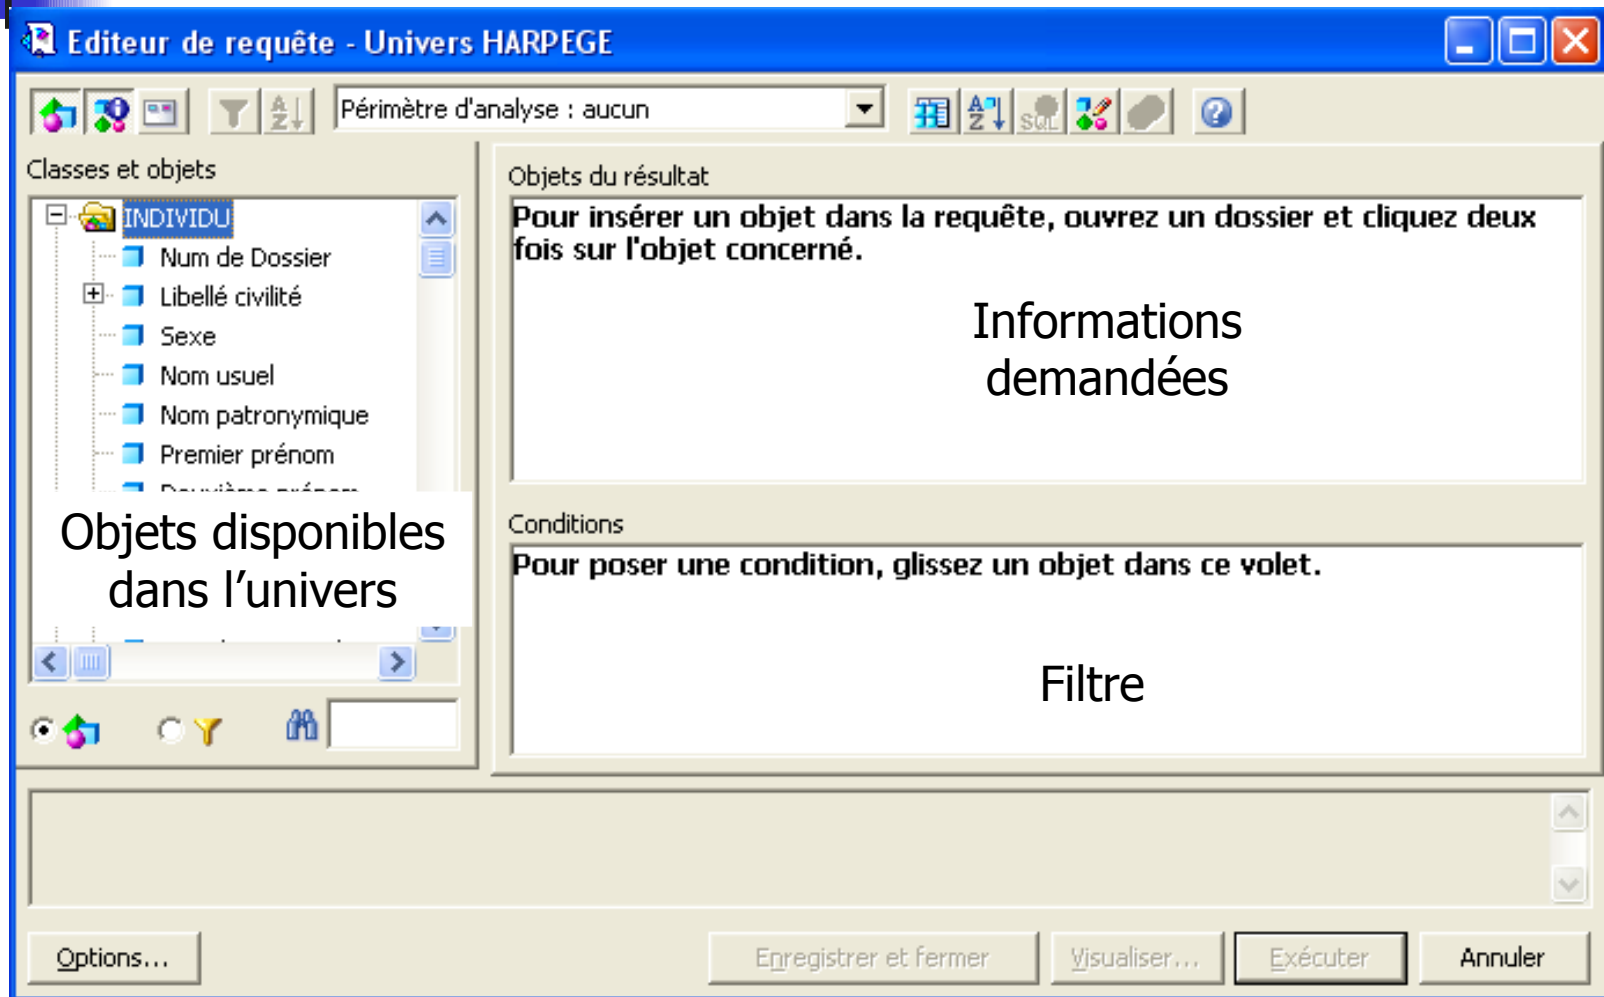 Editeur de requête - Univers HARPEGE
Périmètre d'analyse : aucun
SQL
Classes et objets
INDIVIDU
Num de Dossier
Libellé civilité
Sexe
Nom usuel
Nom patronymique
Premier prénom
Deuxième prénom
Objets disponibles
dans l'univers
Objets du résultat
Pour insérer un objet dans la requête, ouvrez un dossier et cliquez deux
fois sur l'objet concerné.
Informations
demandées
Conditions
Pour poser une condition, glissez un objet dans ce volet.
Filtre
Options...
Enregistrer et fermer
Visualiser...
Exécuter
Annuler